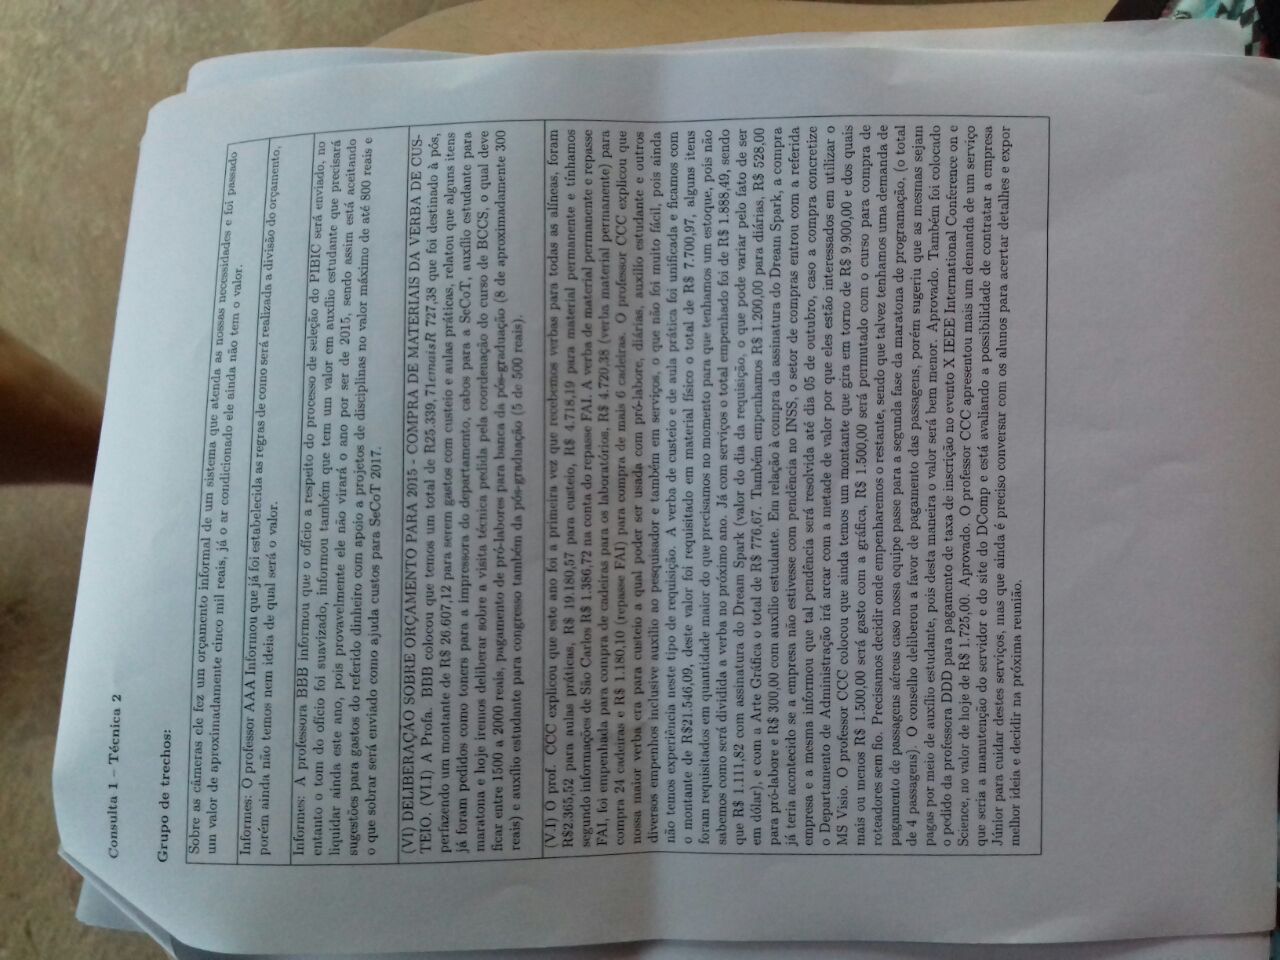 Consulta 1 – Técnica 2
Grupo de trechos:
Sobre as câmeras ele fez um orçamento informal de um sistema que atenda as nossas necessidades e foi passado
um valor de aproximadamente cinco mil reais, já o ar condicionado ele ainda não tem o valor.
Informes: O professor AAA Informou que já foi estabelecida as regras de como será realizada a divisão do orçamento,
porém ainda não temos nem ideia de qual será o valor.
Informes: A professora BBB informou que o ofício a respeito do processo de seleção do PIBIC será enviado, no
entanto o tom do ofício foi suavizado, informou também que tem um valor em auxílio estudante que precisará
liquidar ainda este ano, pois provavelmente ele não virará o ano por ser de 2015, sendo assim está aceitando
sugestões para gastos do referido dinheiro com apoio a projetos de disciplinas no valor máximo de até 800 reais e
o que sobrar será enviado como ajuda custos para SeCoT 2017.
(VI) DELIBERAÇÃO SOBRE ORÇAMENTO PARA 2015 - COMPRA DE MATERIAIS DA VERBA DE CUS-
TEIO. (VI.1) A Profa. BBB colocou que temos um total de R25.339,71emaisR 727,38 que foi destinado à pós,
perfazendo um montante de R$ 26 607,12 para serem gastos com custeio e aulas práticas, relatou que alguns itens
já foram pedidos como toners para a impressora do departamento, cabos para a SeCoT, auxílio estudante para
maratona e hoje iremos deliberar sobre a visita técnica pedida pela coordenação do curso de BCCS, o qual deve
ficar entre 1500 a 2000 reais, pagamento de pró-labores para banca da pós-graduação (8 de aproximadamente 300
reais) e auxílio estudante para congresso também da pós-graduação (5 de 500 reais).
(V.I) O prof. CCC explicou que este ano foi a primeira vez que recebemos verbas para todas as alíneas, foram
R$2.365,52 para aulas práticas, R$ 19.180,57 para custeio, R$ 4.718,19 para material permanente e tínhamos
segundo informações de São Carlos R$ 1.386,72 na conta do repasse FAI. A verba de material permanente e repasse
FAI, foi empenhada para compra de cadeiras para os laboratórios, R$ 4.720,38 (verba material permanente) para
compra 24 cadeiras e R$ 1.180,10 (repasse FAI) para compra de mais 6 cadeiras. O professor CCC explicou que
nossa maior verba era para custeio a qual poder ser usada com pró-labore, diárias, auxílio estudante e outros
diversos empenhos inclusive auxílio ao pesquisador e também em serviços, o que não foi muito fácil, pois ainda
não temos experiência neste tipo de requisição. A verba de custeio e de aula prática foi unificada e ficamos com
o montante de R$21.546,09, deste valor foi requisitado em material físico o total de R$ 7.700,97, alguns itens
foram requisitados em quantidade maior do que precisamos no momento para que tenhamos um estoque, pois não
sabemos como será dividida a verba no próximo ano. Já com serviços o total empenhado foi de R$ 1.888,49, sendo
que R$ 1.111,82 com assinatura do Dream Spark (valor do dia da requisição, o que pode variar pelo fato de ser
em dólar), e com a Arte Gráfica o total de R$ 776,67. Também empenhamos R$ 1.200,00 para diárias, R$ 528,00
para pró-labore e R$ 300,00 com auxílio estudante. Em relação à compra da assinatura do Dream Spark, a compra
já teria acontecido se a empresa não estivesse com pendência no INSS, o setor de compras entrou com a referida
empresa e a mesma informou que tal pendência será resolvida até dia 05 de outubro, caso a compra concretize
o Departamento de Administração irá arcar com a metade de valor por que eles estão interessados em utilizar o
MS Visio. O professor CCC colocou que ainda temos um montante que gira em torno de R$ 9.900,00 e dos quais
mais ou menos R$ 1.500,00 será gasto com a gráfica, R$ 1.500,00 será permutado com o curso para compra de
roteadores sem fio. Precisamos decidir onde empenharemos o restante, sendo que talvez tenhamos uma demanda de
pagamento de passagens aéreas caso nossa equipe passe para a segunda fase da maratona de programação, (o total
de 4 passagens). O conselho deliberou a favor de pagamento das passagens, porém sugeriu que as mesmas sejam
pagas por meio de auxílio estudante, pois desta maneira o valor será bem menor. Aprovado. Também foi colocado
o pedido da professora DDD para pagamento de taxa de inscrição no evento X IEEE International Conference on e
Science, no valor de hoje de R$ 1.725,00. Aprovado. O professor CCC apresentou mais um demanda de um serviço
que seria a manutenção do servidor e do site do DComp e está avaliando a possibilidade de contratar a empresa
Júnior para cuidar destes serviços, mas que ainda é preciso conversar com os alunos para acertar detalhes e expor
melhor ideia e decidir na próxima reunião.